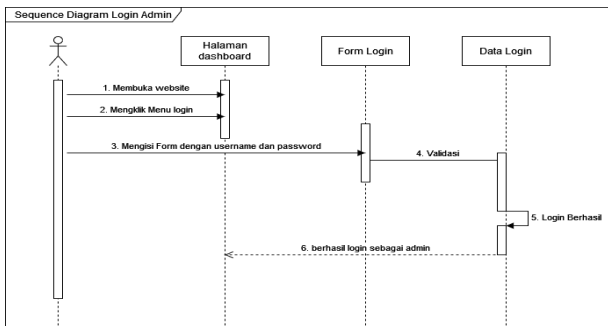 Sequence Diagram Login Admin
Halaman
dashboard
Form Login
Data Login
1. Membuka website
2. Mengklik Menu login
3. Mengisi Form dengan username dan password
4. Validasi
5. Login Berhasil
6. berhasil login sebagai admin